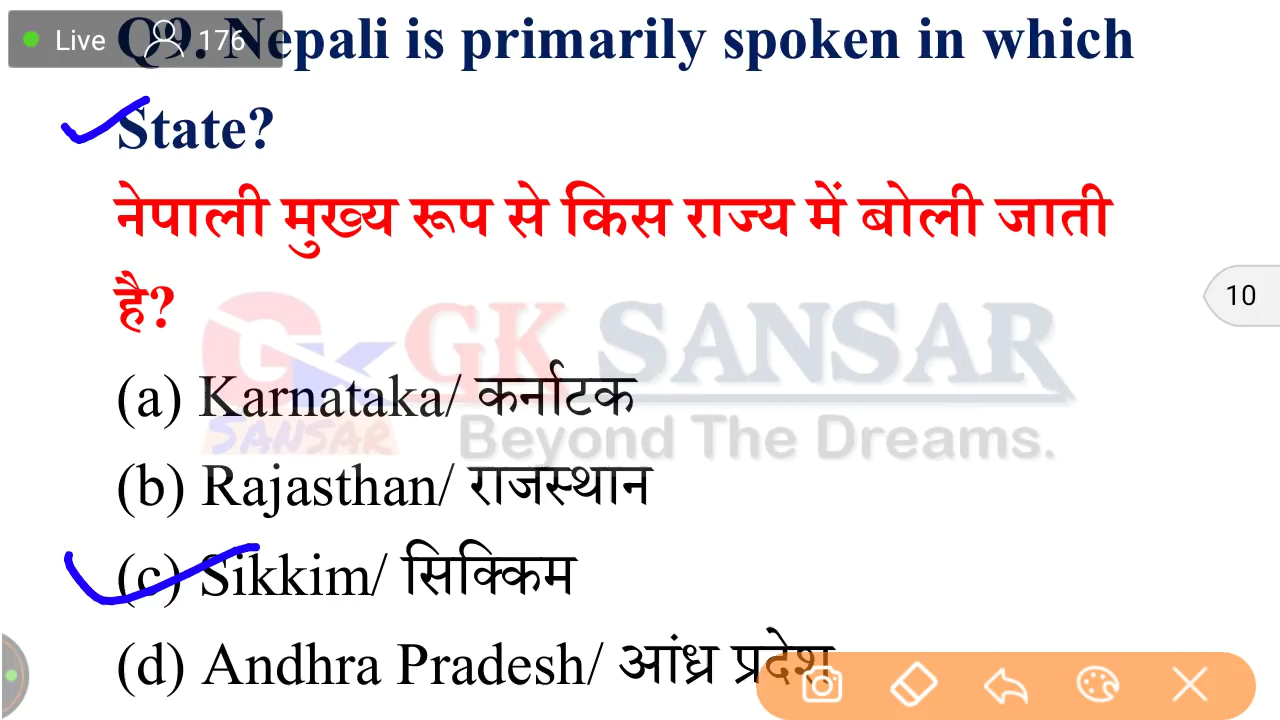 Live 176
Q9. Nepali is primarily spoken in which
State?
नेपाली मुख्य रूप से किस राज्य में बोली जाती
है?
GK SANSAR
SANSAR
Beyond The Dreams.
10
(a) Karnataka/ कर्नाटक
(b) Rajasthan/ राजस्थान
(c) Sikkim/ सिक्किम
(d) Andhra Pradesh/ आंध्र प्रदेश